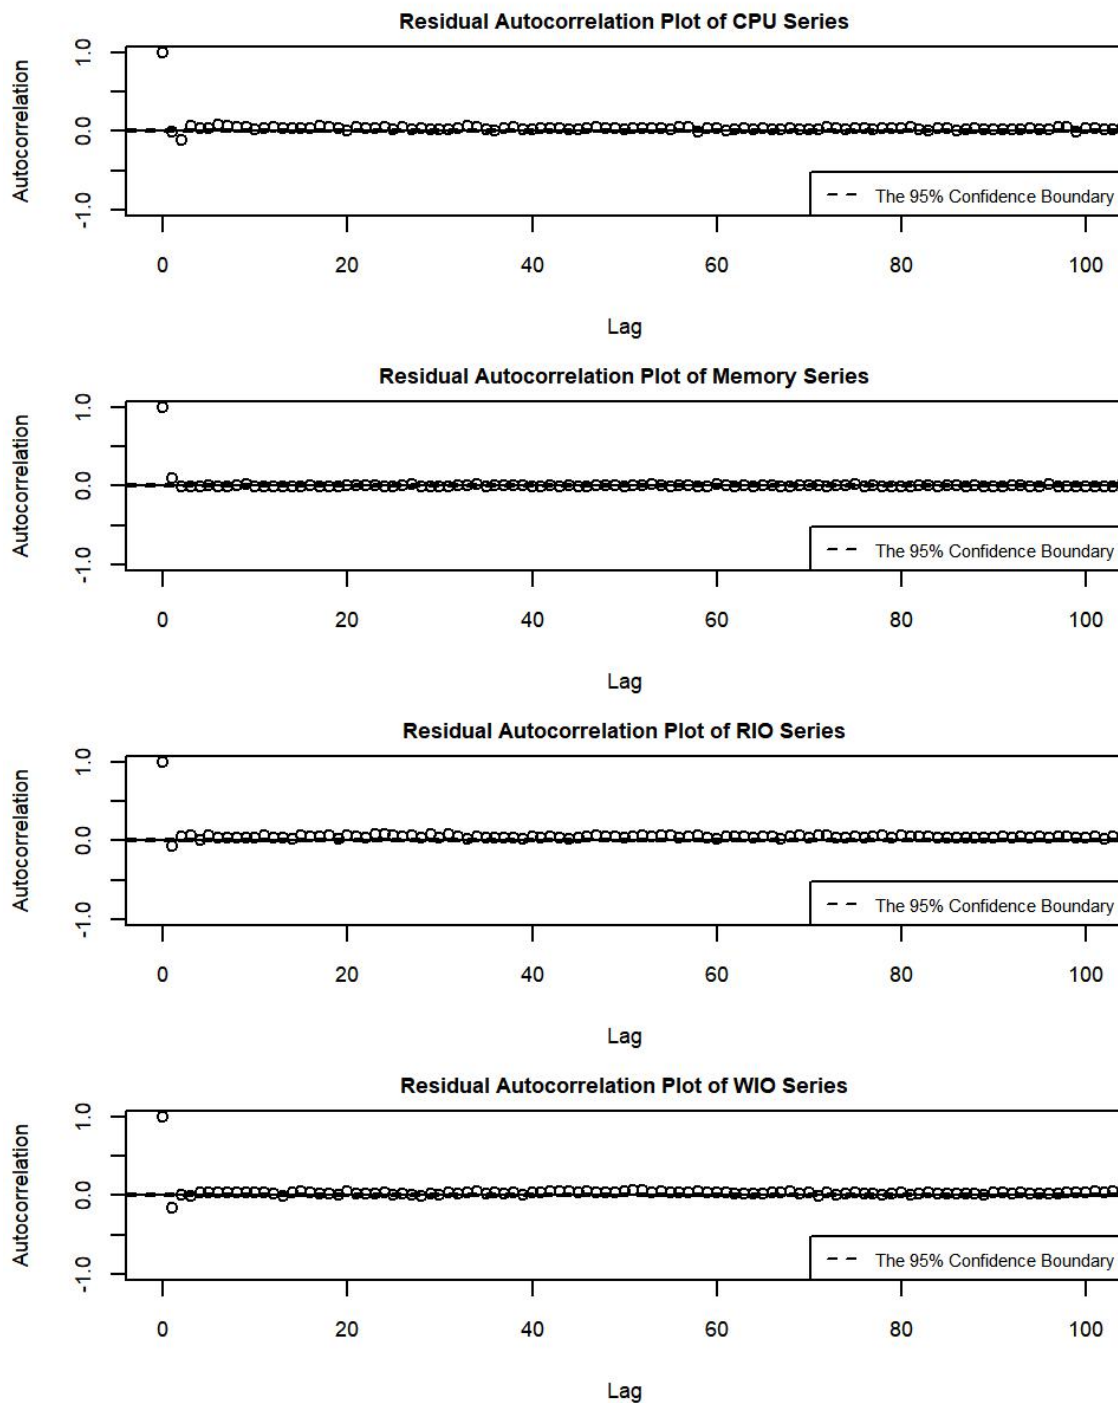 Residual Autocorrelation Plot of CPU Series
Autocorrelation
1.0
0.0
-1.0
The 95% Confidence Boundary
0 20 40 60 80 100
Lag
Residual Autocorrelation Plot of Memory Series
Autocorrelation
1.0
0.0
-1.0
The 95% Confidence Boundary
0 20 40 60 80 100
Lag
Residual Autocorrelation Plot of RIO Series
Autocorrelation
1.0
0.0
-1.0
The 95% Confidence Boundary
0 20 40 60 80 100
Lag
Residual Autocorrelation Plot of WIO Series
Autocorrelation
1.0
0.0
-1.0
The 95% Confidence Boundary
0 20 40 60 80 100
Lag